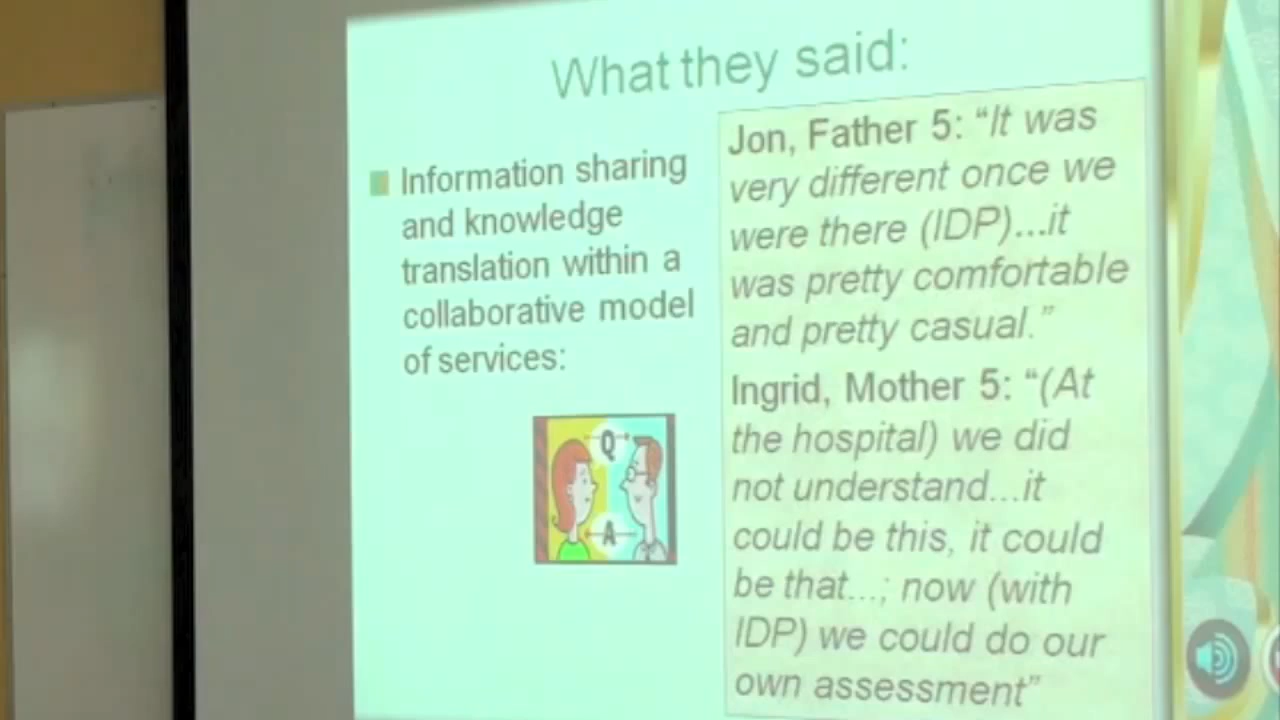 What they said:
Information sharing
and knowledge
translation within a
collaborative model
of services:
Q
A
Jon, Father 5: “It was
very different once we
were there (IDP)...it
was pretty comfortable
and pretty casual.”
Ingrid, Mother 5: “(At
the hospital) we did
not understand...it
could be this, it could
be that...; now (with
IDP) we could do our
own assessment”